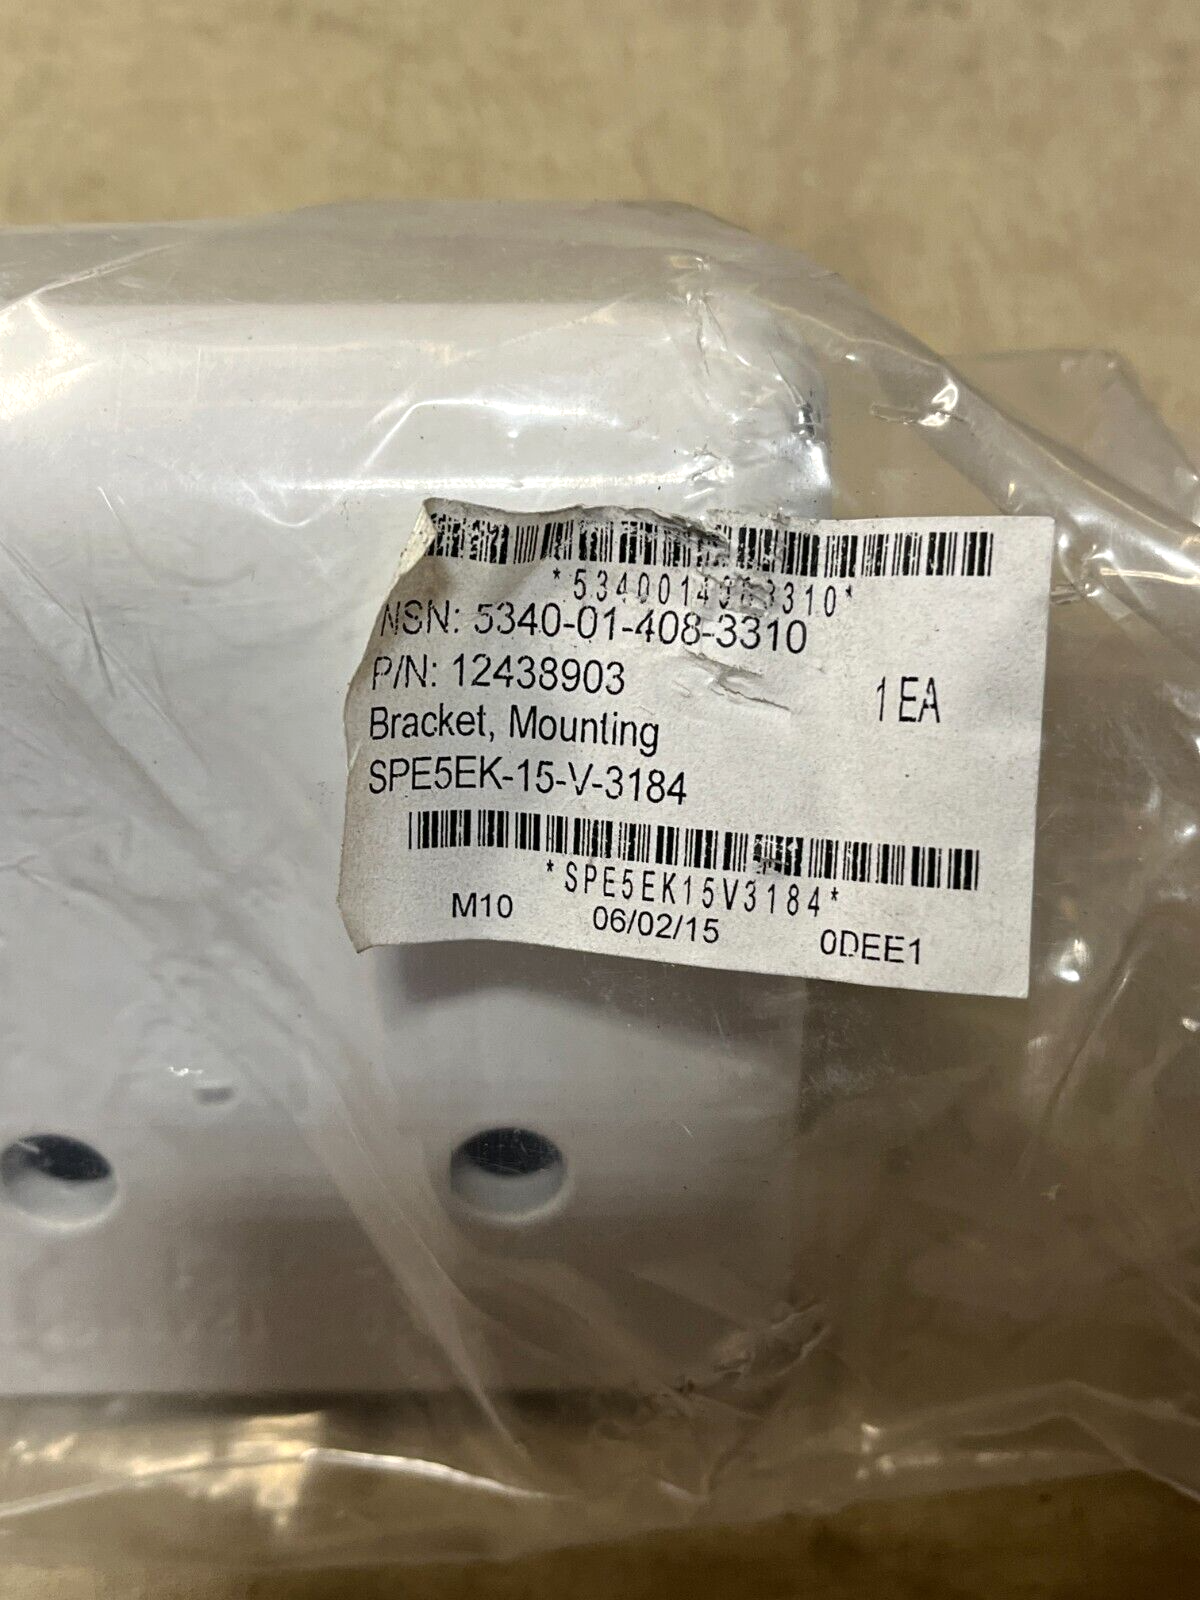 *5340014083310*
NSN: 5340-01-408-3310
P/N: 12438903
1 EA
Bracket, Mounting
SPE5EK-15-V-3184
*SPE5EK15V3184*
M10 06/02/15 0DEE1